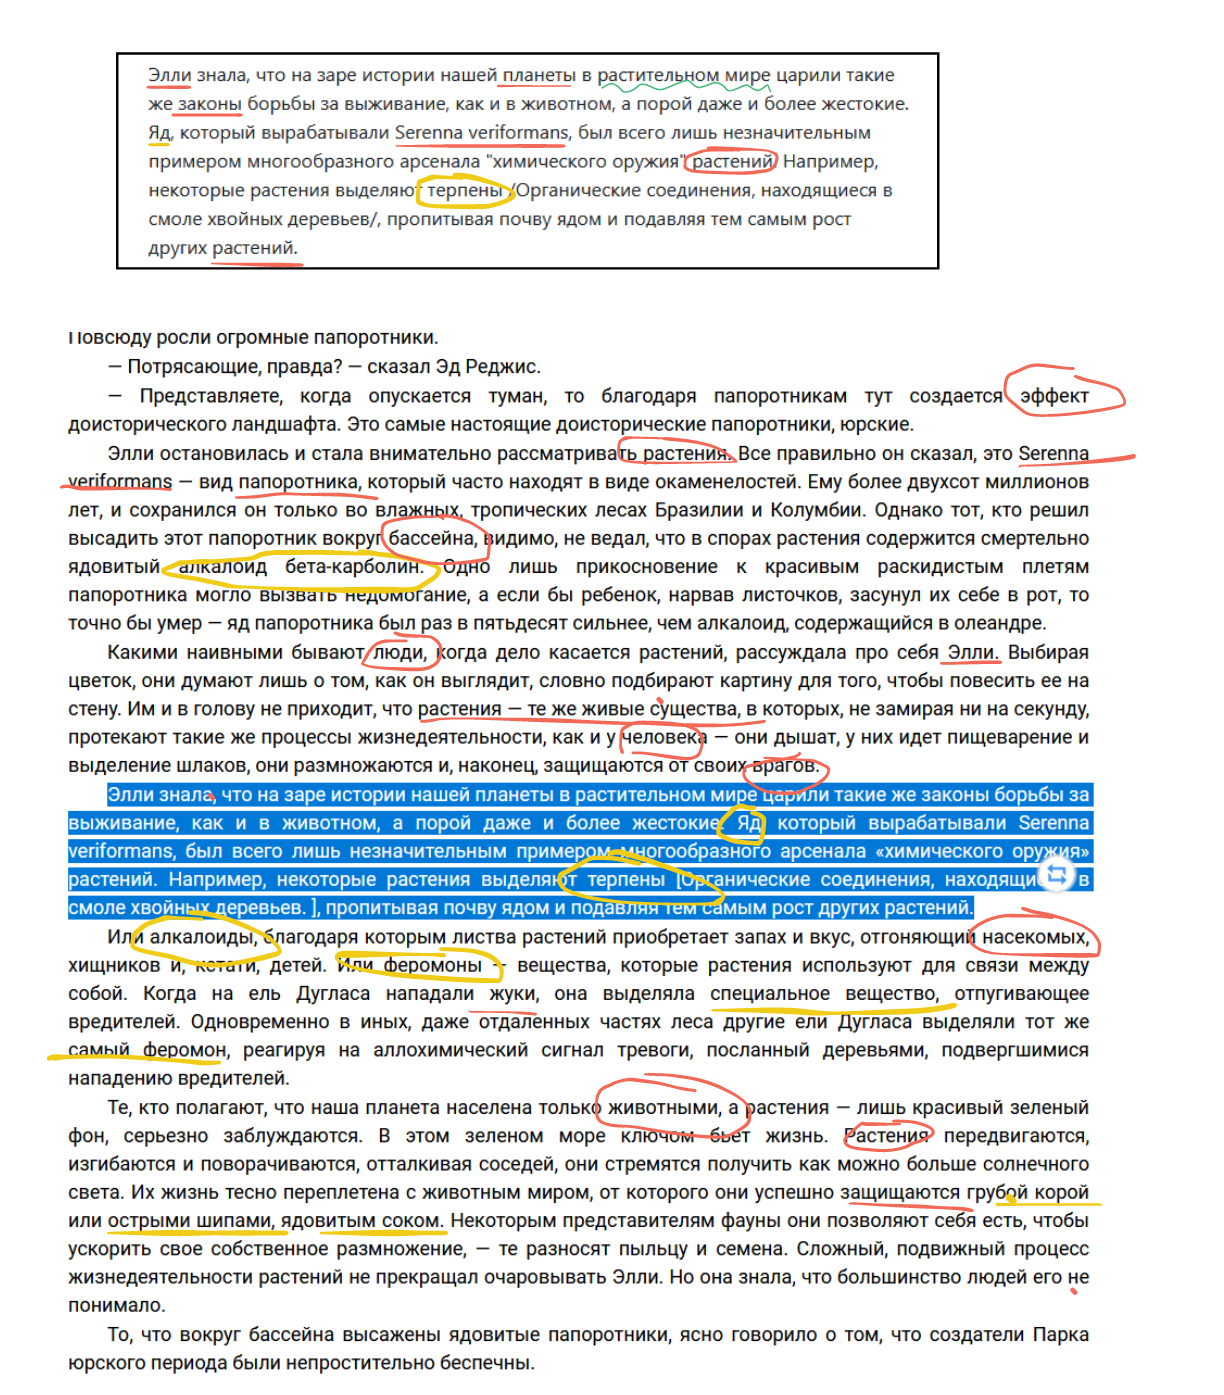 Элли знала, что на заре истории нашей планеты в растительном мире царили такие
же законы борьбы за выживание, как и в животном, а порой даже и более жестокие.
Яд, который вырабатывали Serenna veriformans, был всего лишь незначительным
примером многообразного арсенала "химического оружия" растений. Например,
некоторые растения выделяют терпены /Органические соединения, находящиеся в
смоле хвойных деревьев/, пропитывая почву ядом и подавляя тем самым рост
других растений.
Повсюду росли огромные папоротники.
— Потрясающие, правда? — сказал Эд Реджис.
— Представляете, когда опускается туман, то благодаря папоротникам тут создается эффект
доисторического ландшафта. Это самые настоящие доисторические папоротники, юрские.
Элли остановилась и стала внимательно рассматривать растения. Все правильно он сказал, это Serenna
veriformans — вид папоротника, который часто находят в виде окаменелостей. Ему более двухсот миллионов
лет, и сохранился он только во влажных, тропических лесах Бразилии и Колумбии. Однако тот, кто решил
высадить этот папоротник вокруг бассейна, видимо, не ведал, что в спорах растения содержится смертельно
ядовитый алкалоид бета-карболин. Одно лишь прикосновение к красивым раскидистым плетям
папоротника могло вызвать недомогание, а если бы ребенок, нарвав листочков, засунул их себе в рот, то
точно бы умер — яд папоротника был раз в пятьдесят сильнее, чем алкалоид, содержащийся в олеандре.
Какими наивными бывают люди, когда дело касается растений, рассуждала про себя Элли. Выбирая
цветок, они думают лишь о том, как он выглядит, словно подбирают картину для того, чтобы повесить ее на
стену. Им и в голову не приходит, что растения — те же живые существа, в которых, не замирая ни на секунду,
протекают такие же процессы жизнедеятельности, как и у человека — они дышат, у них идет пищеварение и
выделение шлаков, они размножаются и, наконец, защищаются от своих врагов.
Элли знала, что на заре истории нашей планеты в растительном мире царили такие же законы борьбы за
выживание, как и в животном, а порой даже и более жестокие. Яд, который вырабатывали Serenna
veriformans, был всего лишь незначительным примером многообразного арсенала «химического оружия»
растений. Например, некоторые растения выделяют терпены [Органические соединения, в
смоле хвойных деревьев. ], пропитывая почву ядом и подавляя тем самым рост других растений.
Или алкалоиды, благодаря которым листва растений приобретает запах и вкус, отгоняющий насекомых,
хищников и, кстати, детей. Или феромоны — вещества, которые растения используют для связи между
собой. Когда на ель Дугласа нападали жуки, она выделяла специальное вещество, отпугивающее
вредителей. Одновременно в иных, даже отдаленных частях леса другие ели Дугласа выделяли тот же
самый феромон, реагируя на аллохимический сигнал тревоги, посланный деревьями, подвергшимися
нападению вредителей.
Те, кто полагают, что наша планета населена только животными, а растения — лишь красивый зеленый
фон, серьезно заблуждаются. В этом зеленом море ключом бьет жизнь. Растения передвигаются,
изгибаются и поворачиваются, отталкивая соседей, они стремятся получить как можно больше солнечного
света. Их жизнь тесно переплетена с животным миром, от которого они успешно защищаются грубой корой
или острыми шипами, ядовитым соком. Некоторым представителям фауны они позволяют себя есть, чтобы
ускорить свое собственное размножение, — те разносят пыльцу и семена. Сложный, подвижный процесс
жизнедеятельности растений не прекращал очаровывать Элли. Но она знала, что большинство людей его не
понимало.
То, что вокруг бассейна высажены ядовитые папоротники, ясно говорило о том, что создатели Парка
юрского периода были непростительно беспечны.